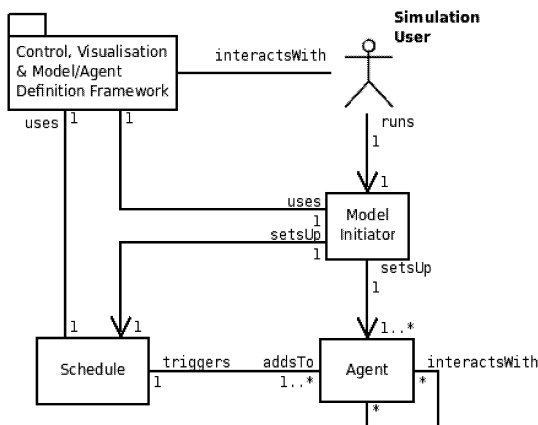 Simulation
User
Control, Visualisation
& Model/Agent
Definition Framework
interactsWith
uses
1
1
runs
1
1
uses
1
Model
Initiator
setsUp
1
setsUp
1
1
1
1..*
Schedule
triggers
1
addsTo
1..*
Agent
interactsWith
*
*